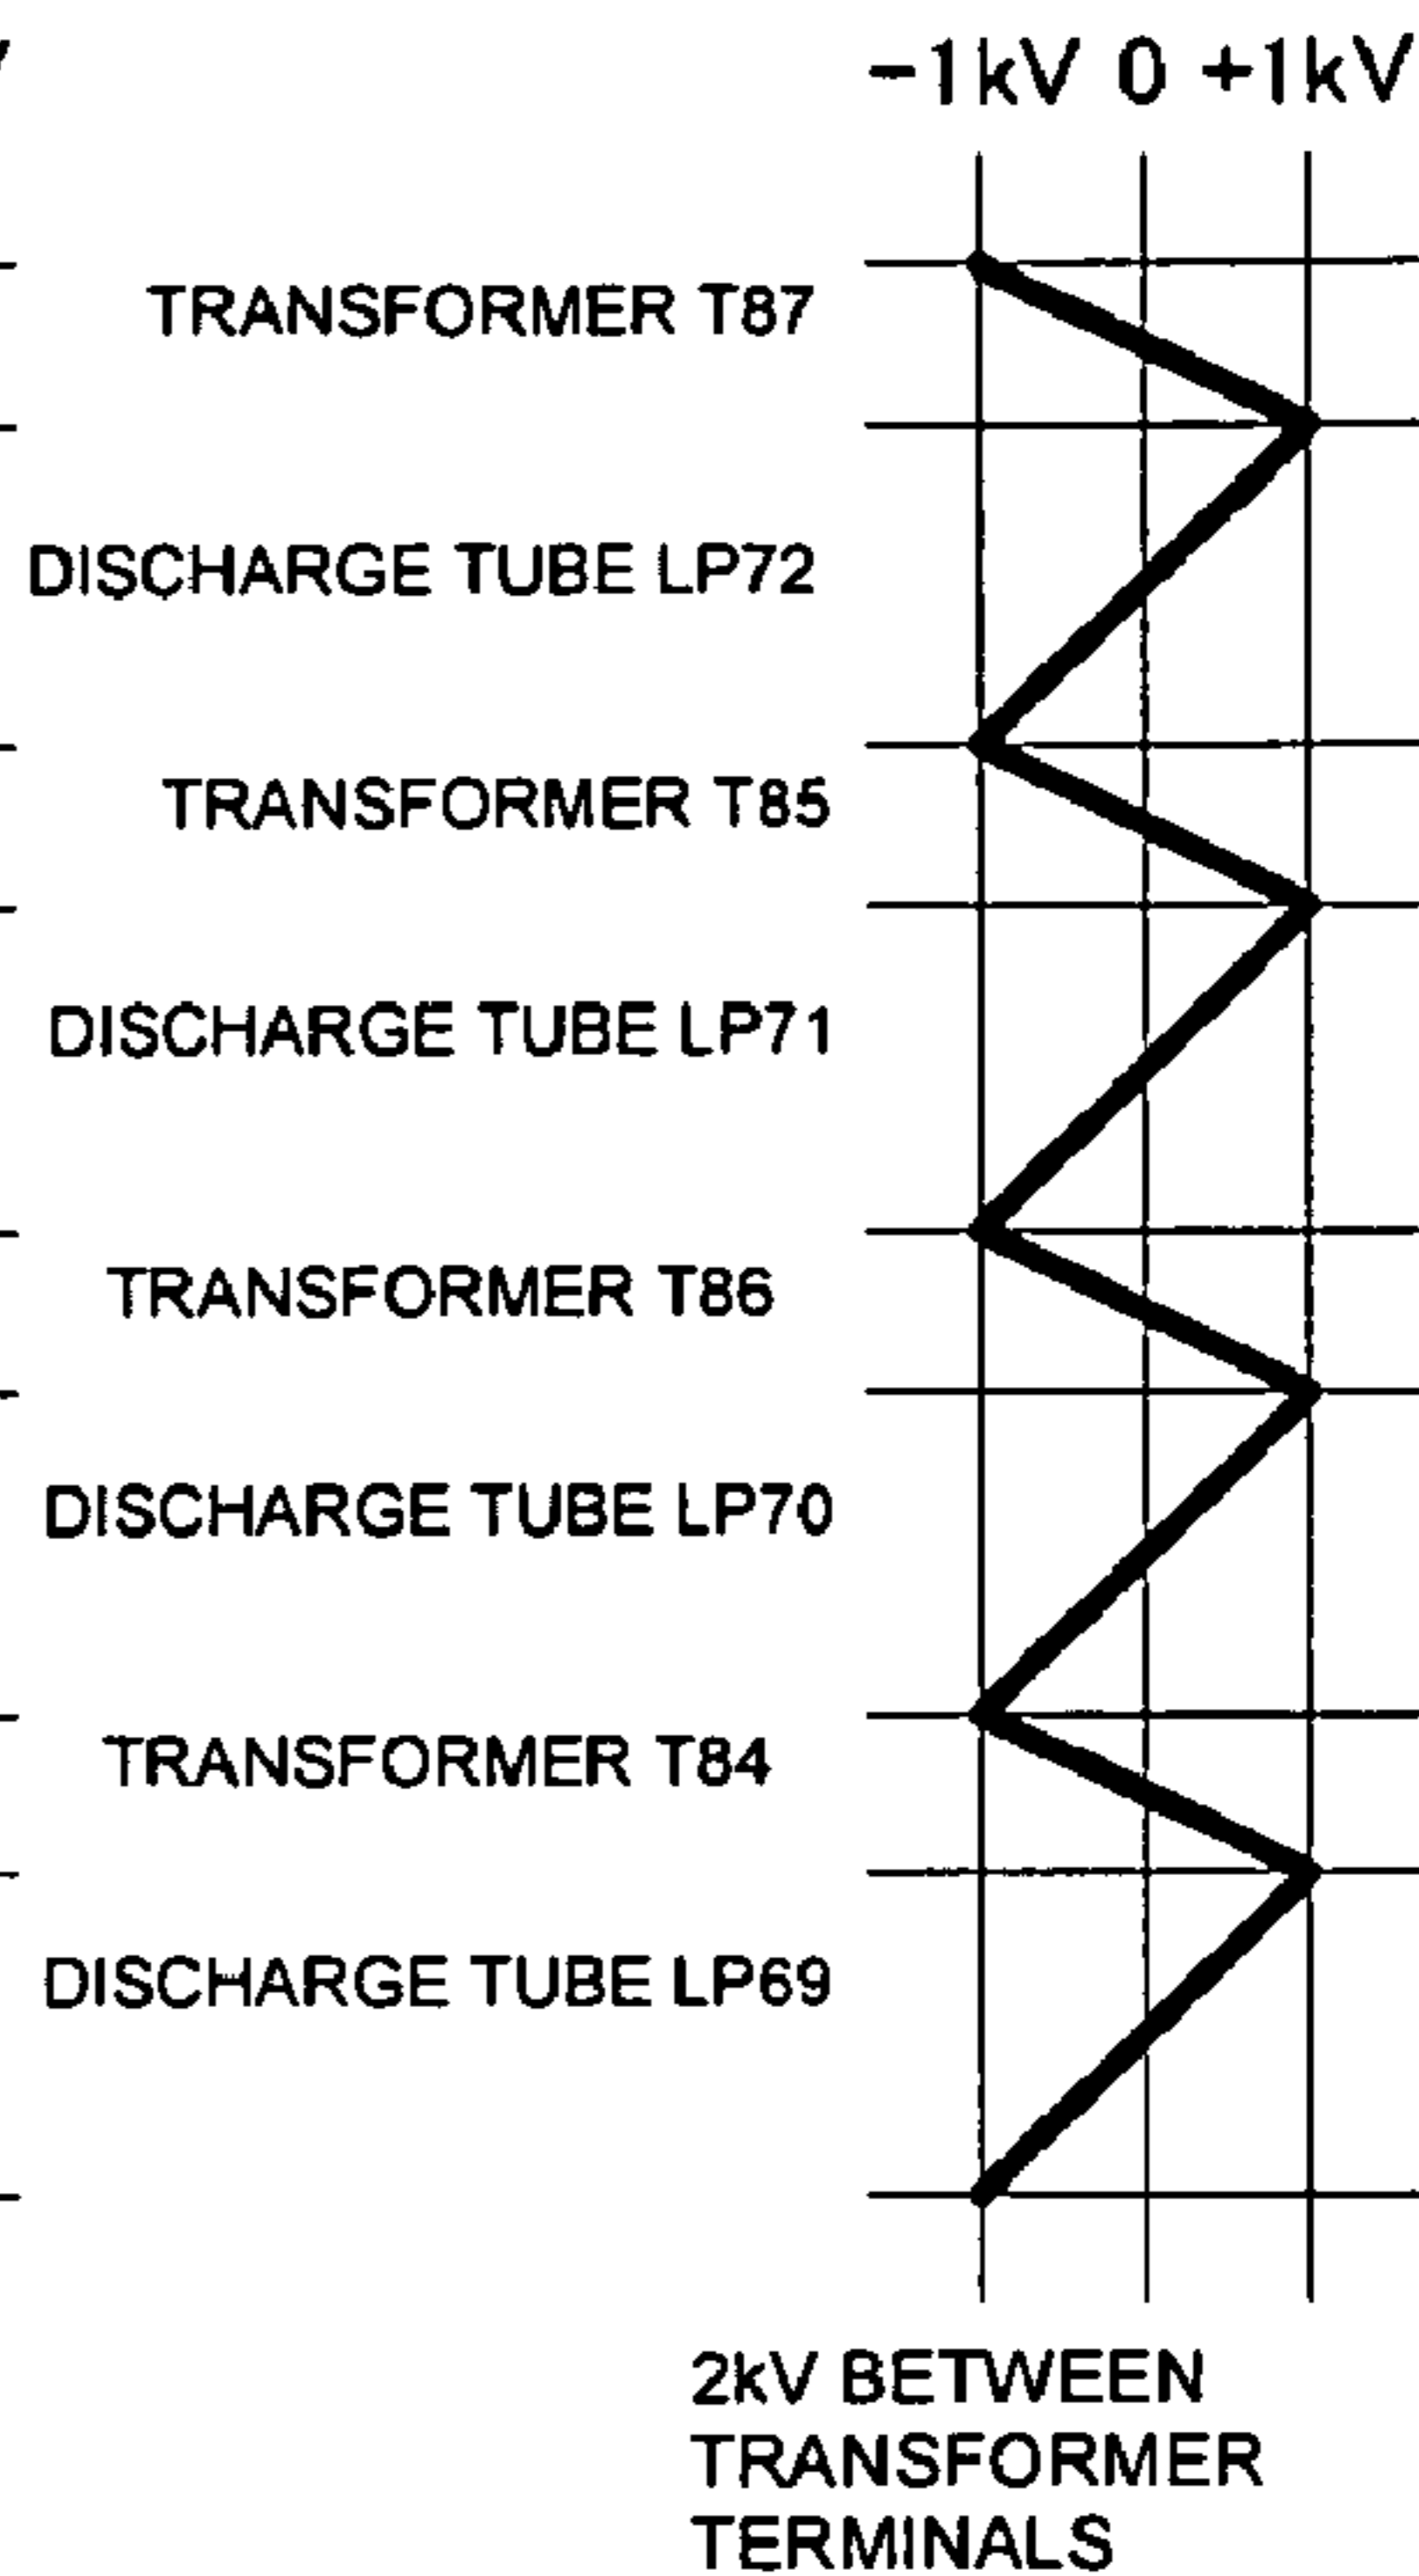 −1kV 0 +1kV
TRANSFORMER T87
DISCHARGE TUBE LP72
TRANSFORMER T85
DISCHARGE TUBE LP71
TRANSFORMER T86
DISCHARGE TUBE LP70
TRANSFORMER T84
DISCHARGE TUBE LP69
2kV BETWEEN
TRANSFORMER
TERMINALS